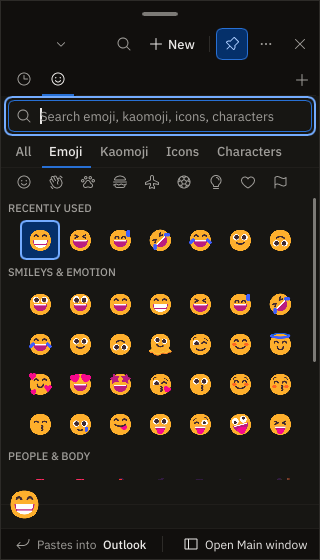 New
Search emoji, kaomoji, icons, characters
All Emoji Kaomoji Icons Characters
RECENTLY USED
SMILEYS & EMOTION
PEOPLE & BODY
Pastes into Outlook Open Main window